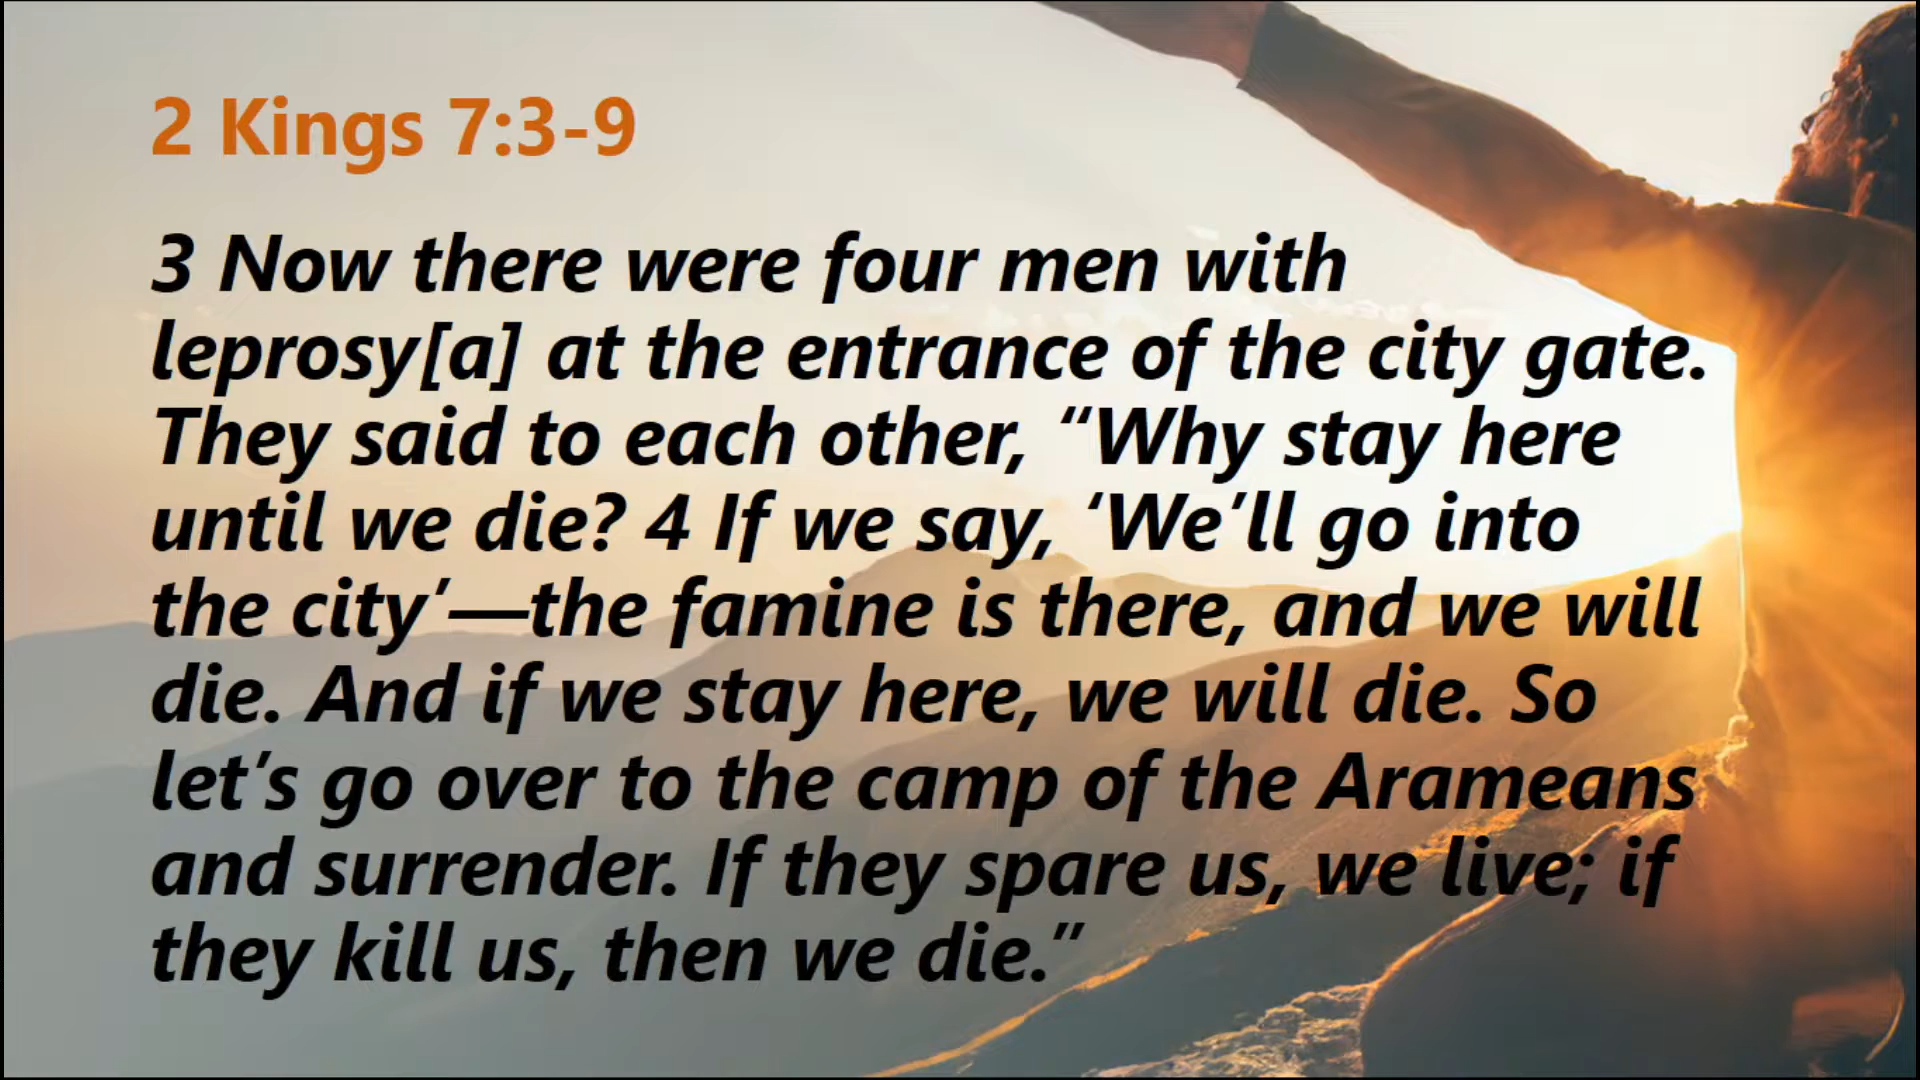 2 Kings 7:3-9
3 Now there were four men with
leprosy[a] at the entrance of the city gate.
They said to each other, “Why stay here
until we die? 4 If we say, ‘We’ll go into
the city’—the famine is there, and we will
die. And if we stay here, we will die. So
let’s go over to the camp of the Arameans
and surrender. If they spare us, we live; if
they kill us, then we die.”